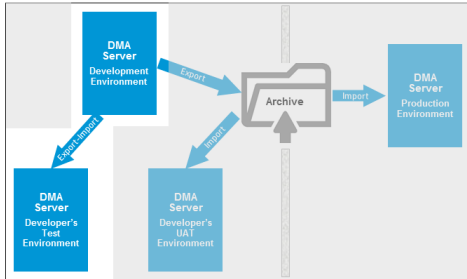 DMA
Server
Development
Environment
Export
Archive
Import
DMA
Server
Production
Environment
Export-Import
Import
DMA
Server
Developer's
Test
Environment
DMA
Server
Developer's
UAT
Environment